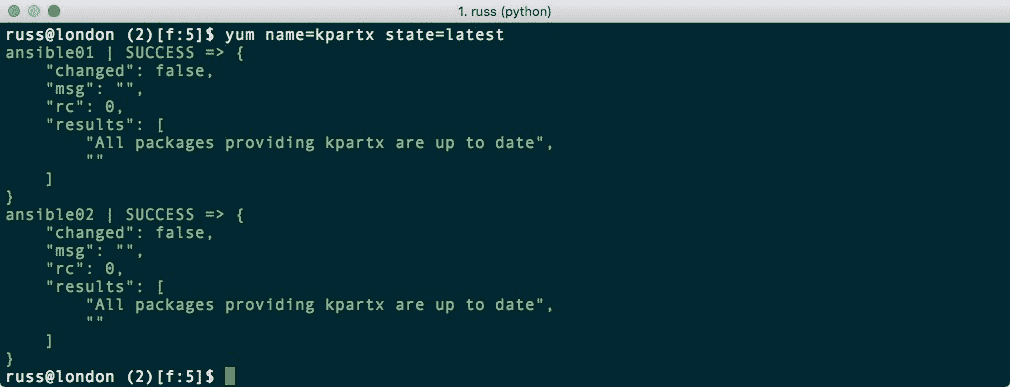 1. russ (python)
russ@london (2)[f:5]$ yum name=kpartx state=latest
ansible01 | SUCCESS => {
    "changed": false,
    "msg": "",
    "rc": 0,
    "results": [
        "All packages providing kpartx are up to date",
        ""
    ]
}
ansible02 | SUCCESS => {
    "changed": false,
    "msg": "",
    "rc": 0,
    "results": [
        "All packages providing kpartx are up to date",
        ""
    ]
}
russ@london (2)[f:5]$